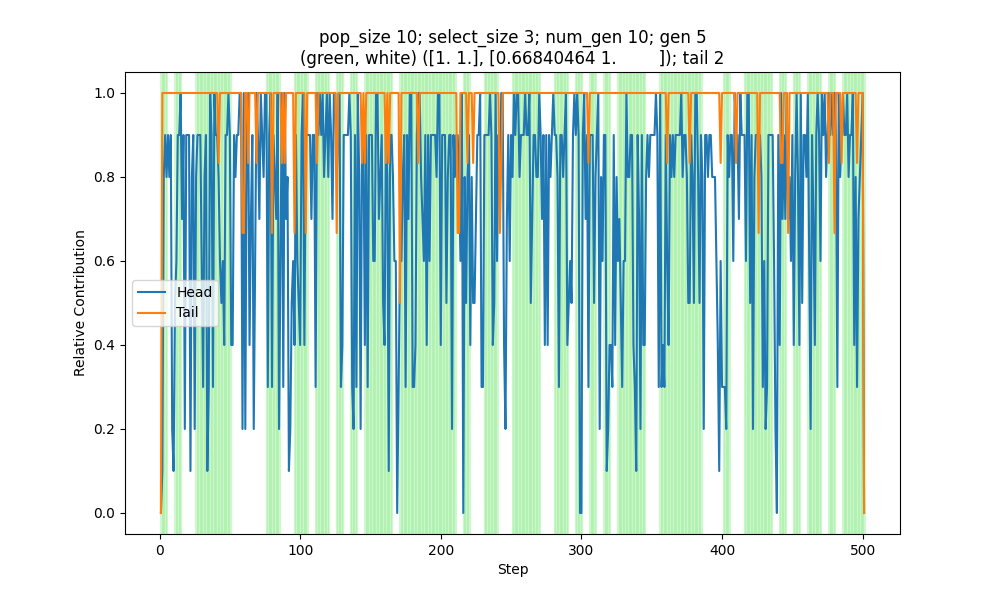 pop_size 10; select_size 3; num_gen 10; gen 5
(green, white) ([1. 1.], [0.66840464 1.         ]); tail 2
Relative Contribution
1.0
0.8
0.6
0.4
0.2
0.0
Head
Tail
0 100 200 300 400 500
Step